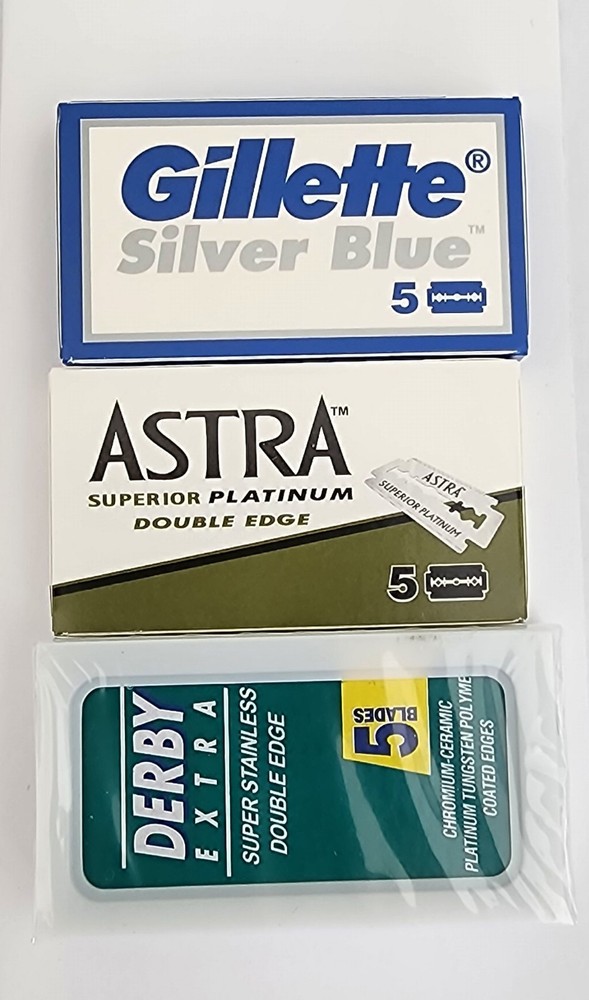 Gillette®
Silver Blue™
5
ASTRA™
SUPERIOR PLATINUM
DOUBLE EDGE
ASTRA
SUPERIOR PLATINUM
5
DERBY
EXTRA
SUPER STAINLESS
DOUBLE EDGE
5
BLADES
CHROMIUM-CERAMIC
PLATINUM TUNGSTEN POLYME
COATED EDGES